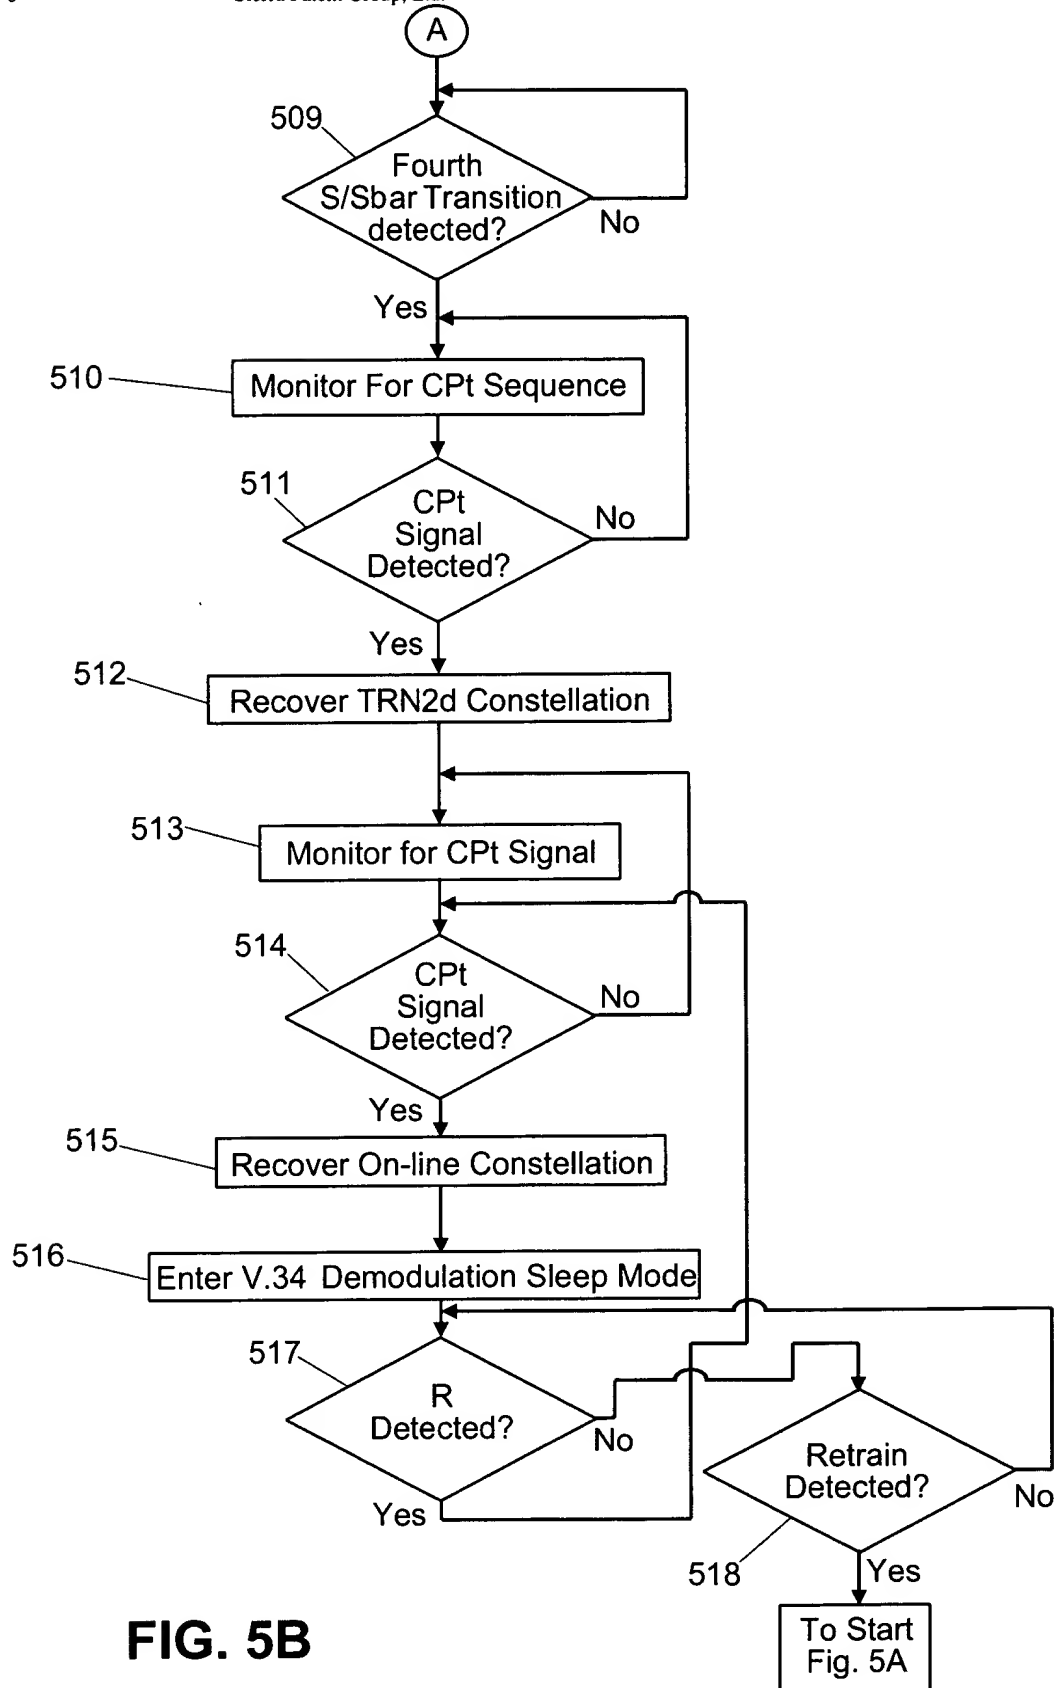 A
509
Fourth
S/Sbar Transition
detected?
No
Yes
510
Monitor For CPt Sequence
511
CPt
Signal
Detected?
No
Yes
512
Recover TRN2d Constellation
513
Monitor for CPt Signal
514
CPt
Signal
Detected?
No
Yes
515
Recover On-line Constellation
516
Enter V.34 Demodulation Sleep Mode
517
R
Detected?
No
Yes
Retrain
Detected?
No
518
Yes
To Start
Fig. 5A
FIG. 5B